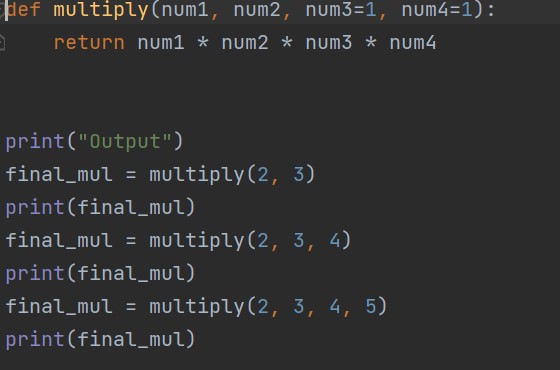 def multiply(num1, num2, num3=1, num4=1):
    return num1 * num2 * num3 * num4
print("Output")
final_mul = multiply(2, 3)
print(final_mul)
final_mul = multiply(2, 3, 4)
print(final_mul)
final_mul = multiply(2, 3, 4, 5)
print(final_mul)